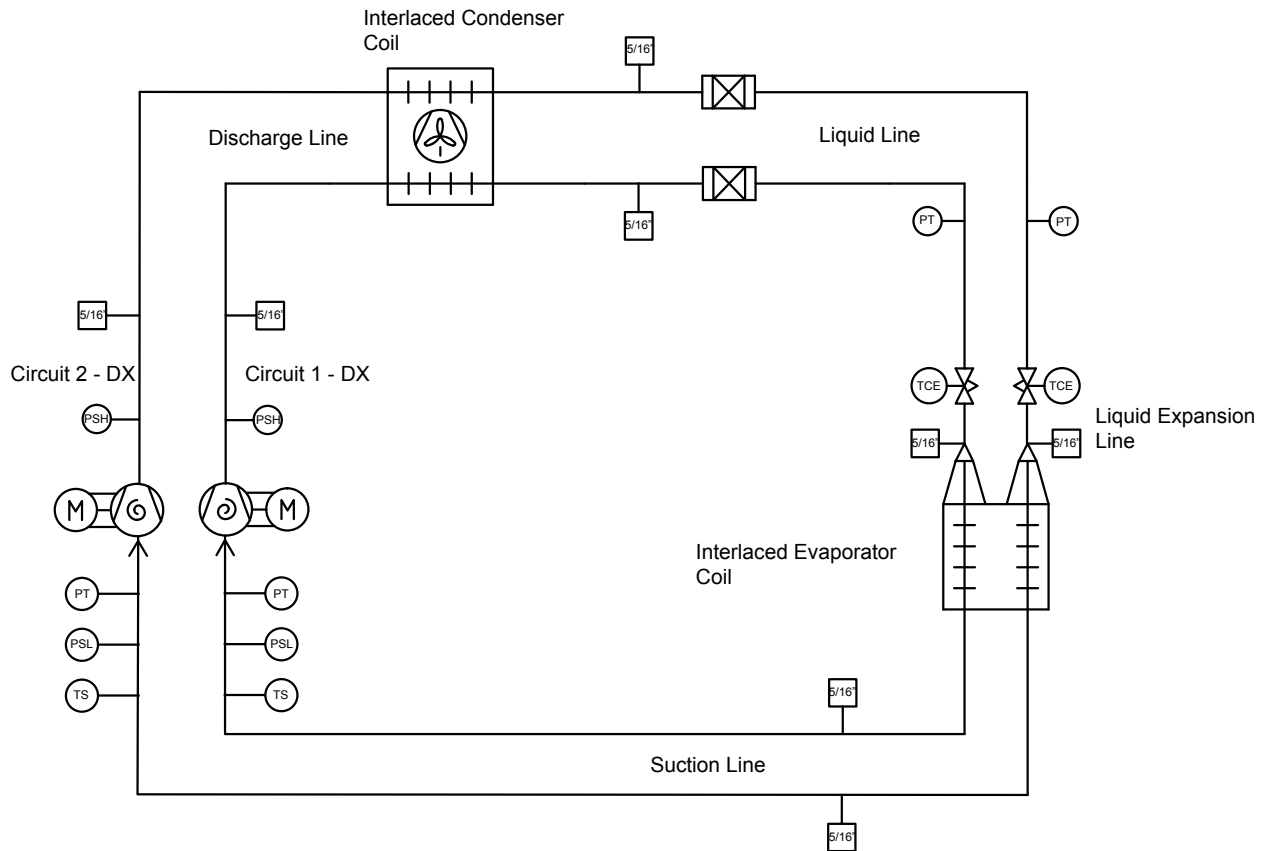 Interlaced Condenser
Coil
5/16"
Discharge Line
Liquid Line
5/16"
PT
PT
5/16"
5/16"
Circuit 2 - DX
Circuit 1 - DX
TCE
TCE
PSH
PSH
Liquid Expansion
Line
5/16"
5/16"
M
M
Interlaced Evaporator
Coil
PT
PT
PSL
PSL
TS
TS
5/16"
Suction Line
5/16"